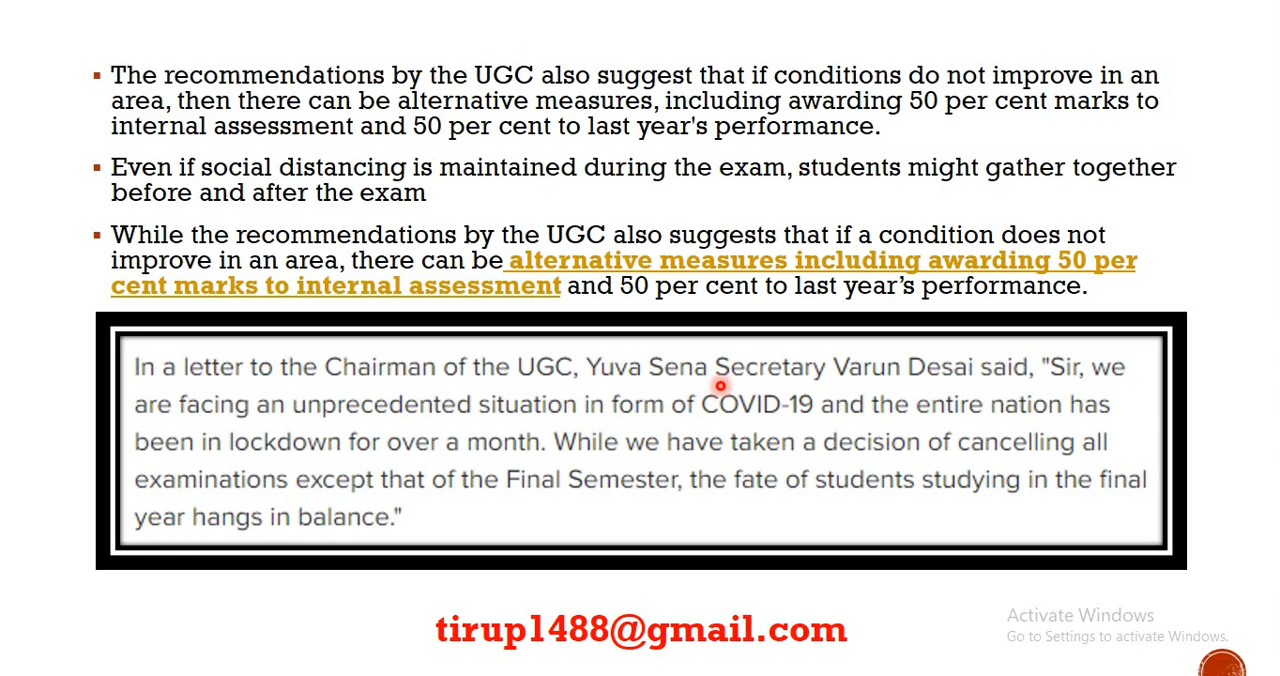 The recommendations by the UGC also suggest that if conditions do not improve in an
area, then there can be alternative measures, including awarding 50 per cent marks to
internal assessment and 50 per cent to last year's performance.
Even if social distancing is maintained during the exam, students might gather together
before and after the exam
While the recommendations by the UGC also suggests that if a condition does not
improve in an area, there can be alternative measures including awarding 50 per
cent marks to internal assessment and 50 per cent to last year’s performance.
In a letter to the Chairman of the UGC, Yuva Sena Secretary Varun Desai said, "Sir, we
are facing an unprecedented situation in form of COVID-19 and the entire nation has
been in lockdown for over a month. While we have taken a decision of cancelling all
examinations except that of the Final Semester, the fate of students studying in the final
year hangs in balance."
tirup1488@gmail.com
Activate Windows
Go to Settings to activate Windows.